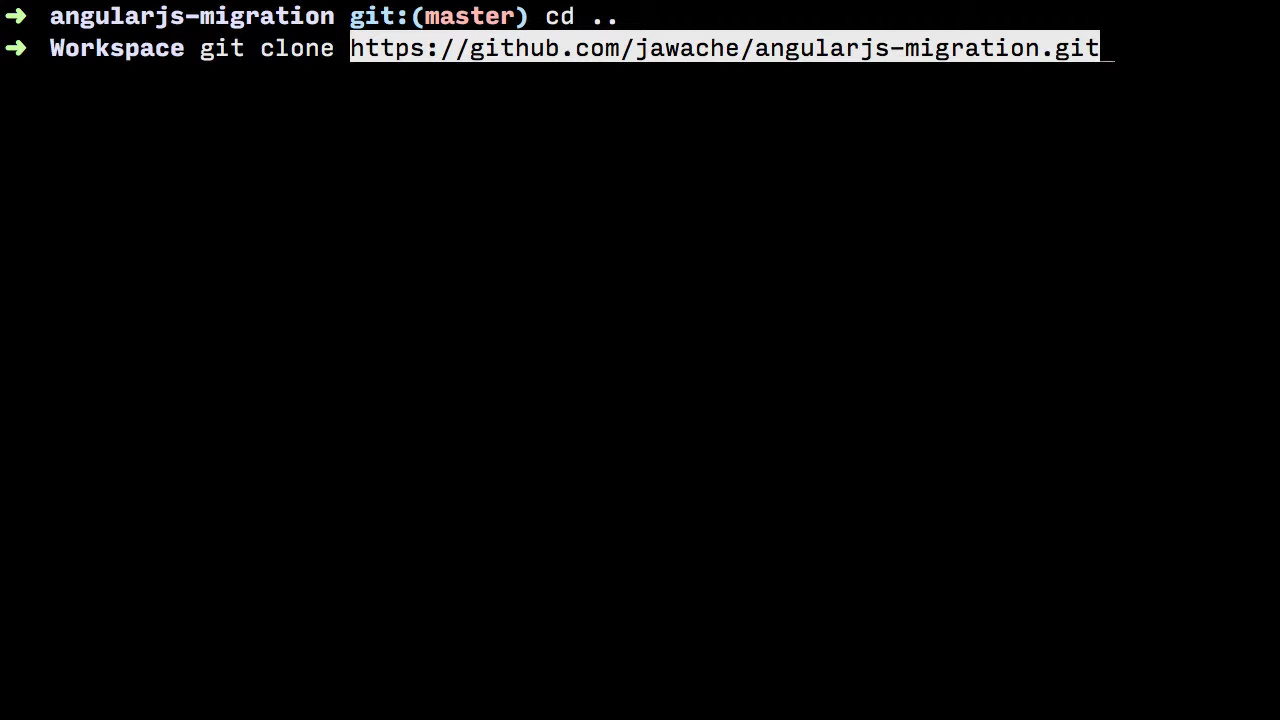 ➜ angularjs-migration git:(master) cd ..
➜ Workspace git clone https://github.com/jawache/angularjs-migration.git